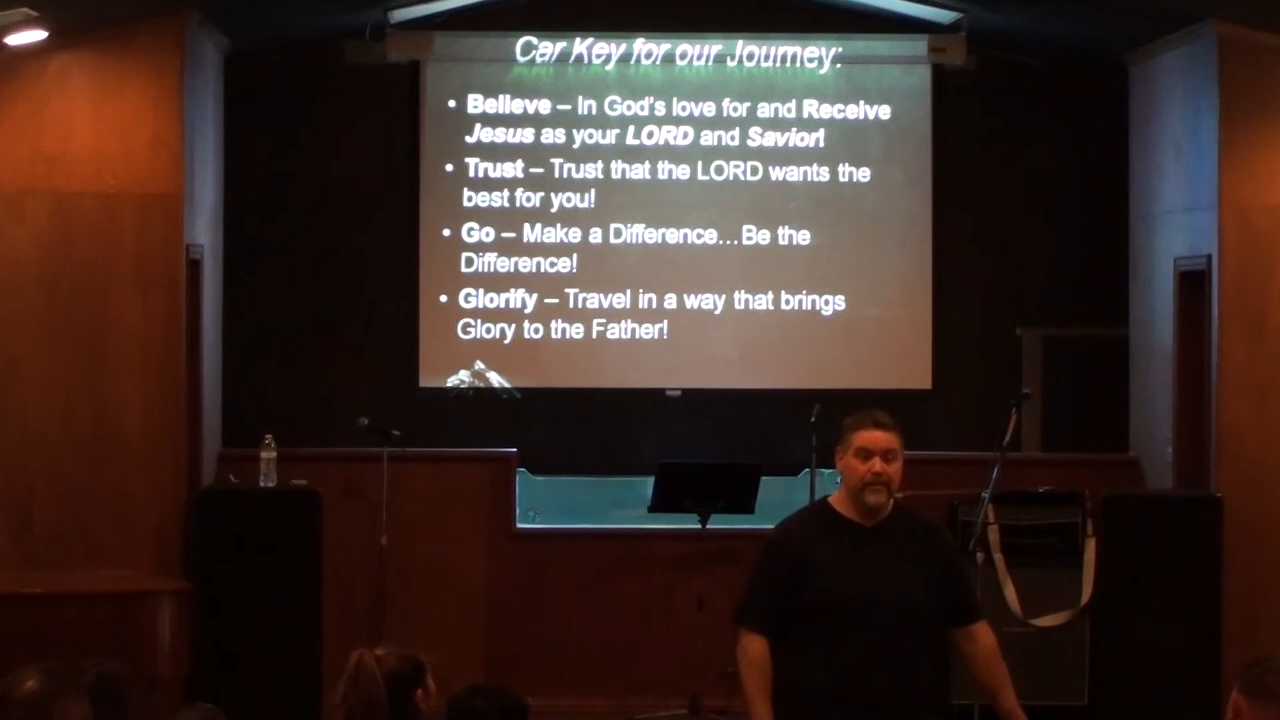 Car Key for our Journey:
• Believe – In God's love for and Receive
Jesus as your LORD and Savior!
• Trust – Trust that the LORD wants the
best for you!
• Go – Make a Difference...Be the
Difference!
• Glorify – Travel in a way that brings
Glory to the Father!